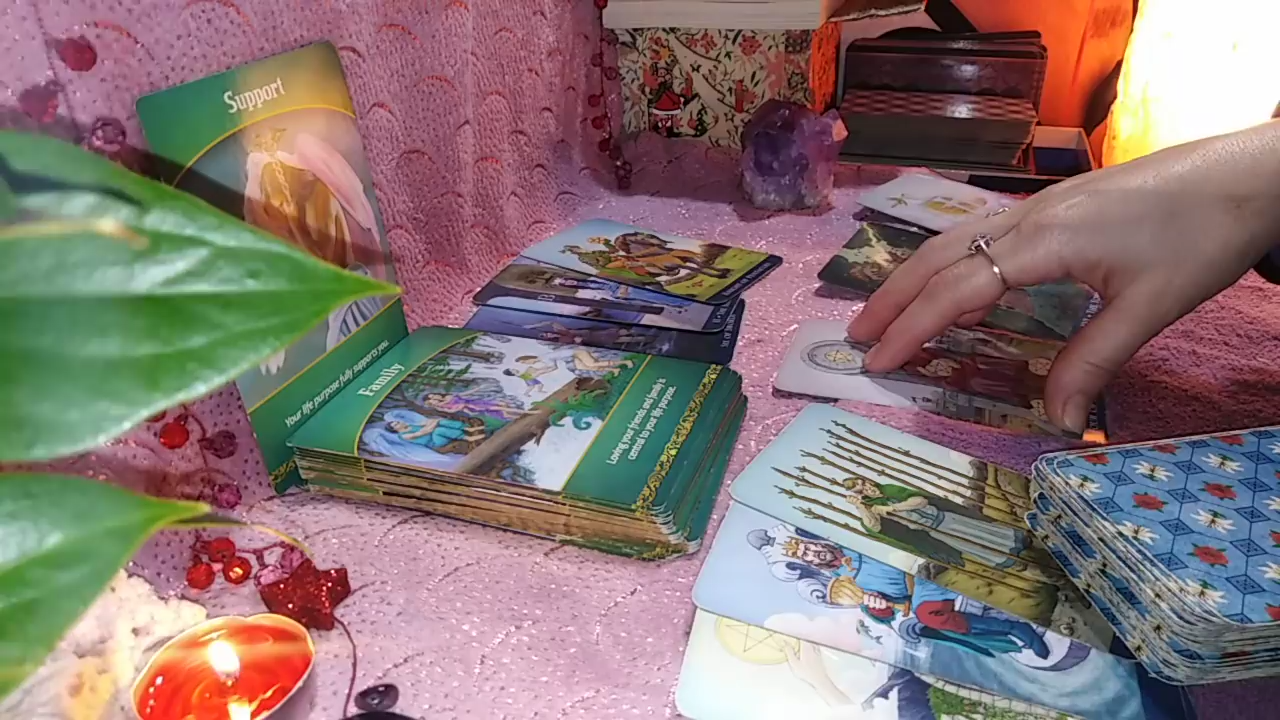 Support
Your life purpose fully supports you.
Family
Loving your friends and family is
central to your life purpose.